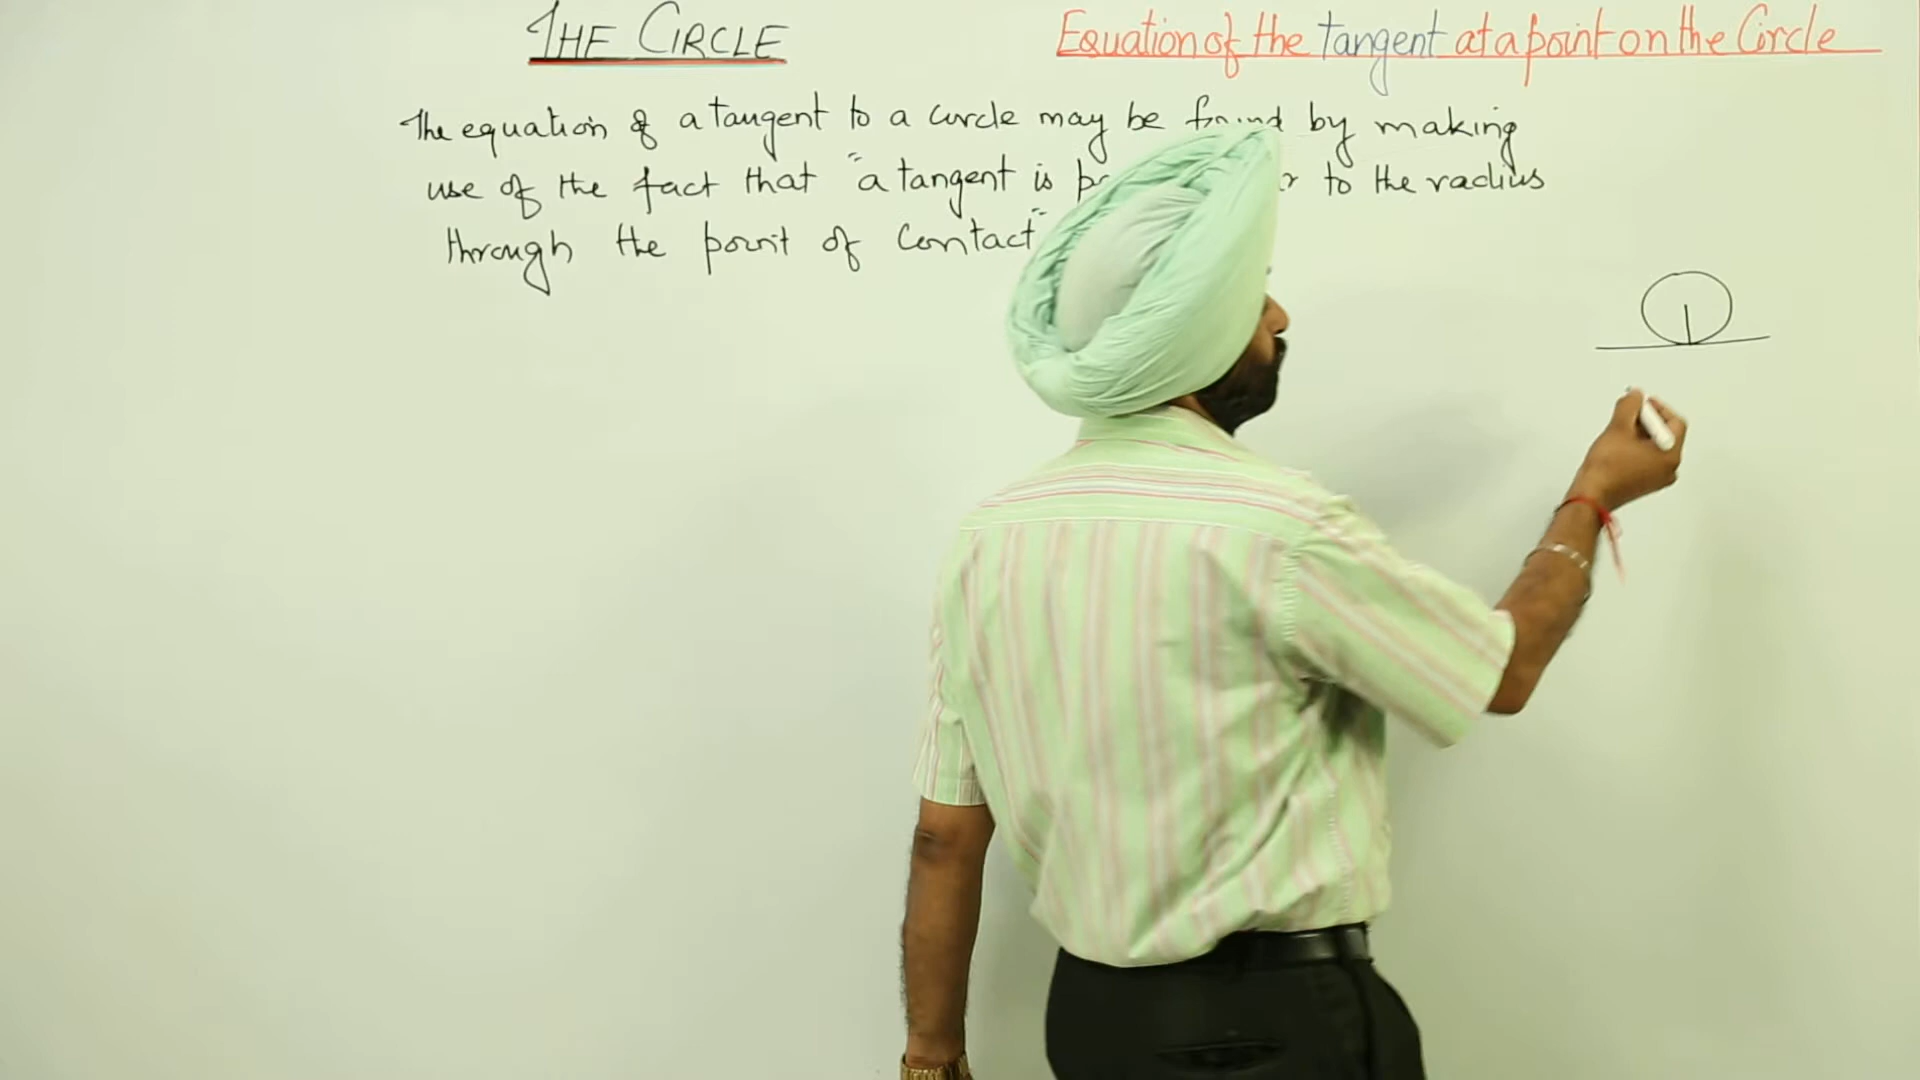 THE CIRCLE
Equation of the tangent at a point on the Circle
The equation of a tangent to a circle may be found by making
use of the fact that "a tangent is to the radius
through the point of contact"